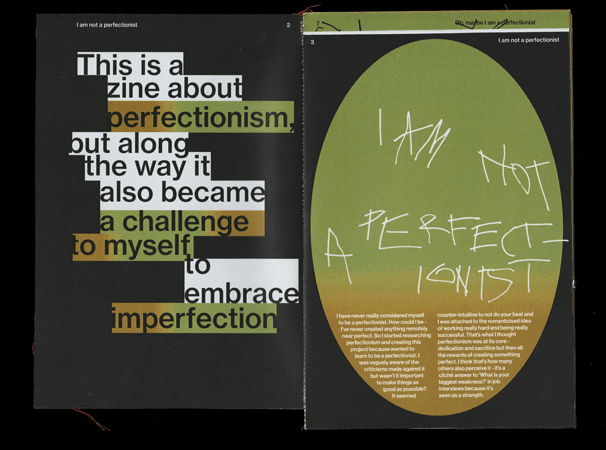 I am not a perfectionist
2
This is a
zine about
perfectionism,
but along
the way it
also became
a challenge
to myself
to
embrace
imperfection
7
Oh, maybe I am a perfectionist
3
I am not a perfectionist
I AM
NOT
A PERFECT-
IONIST
I have never really considered myself
to be a perfectionist. How could I be -
I've never created anything remotely
near perfect. So I started researching
perfectionism and creating this
project because wanted to
learn to be a perfectionist. I
was vaguely aware of the
criticisms made against it
but wasn't it important
to make things as
good as possible?
It seemed
counter-intuitive to not do your best and
I was attached to the romanticised idea
of working really hard and being really
successful. That's what I thought
perfectionism was at its core -
dedication and sacrifice but then all
the rewards of creating something
perfect. I think that's how many
others also perceive it - it's a
cliché answer to 'What is your
biggest weakness?' in job
interviews because it's
seen as a strength.